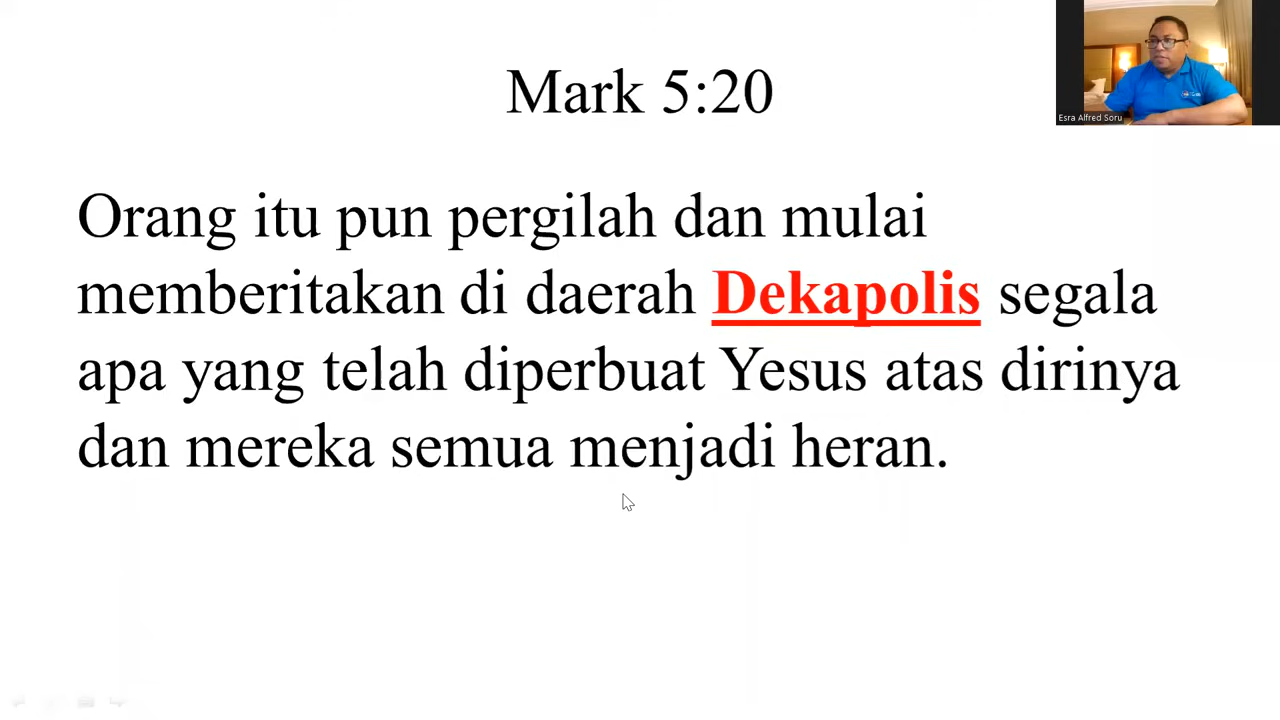 Mark 5:20
Esra Alfred Soru
Orang itu pun pergilah dan mulai
memberitakan di daerah Dekapolis segala
apa yang telah diperbuat Yesus atas dirinya
dan mereka semua menjadi heran.